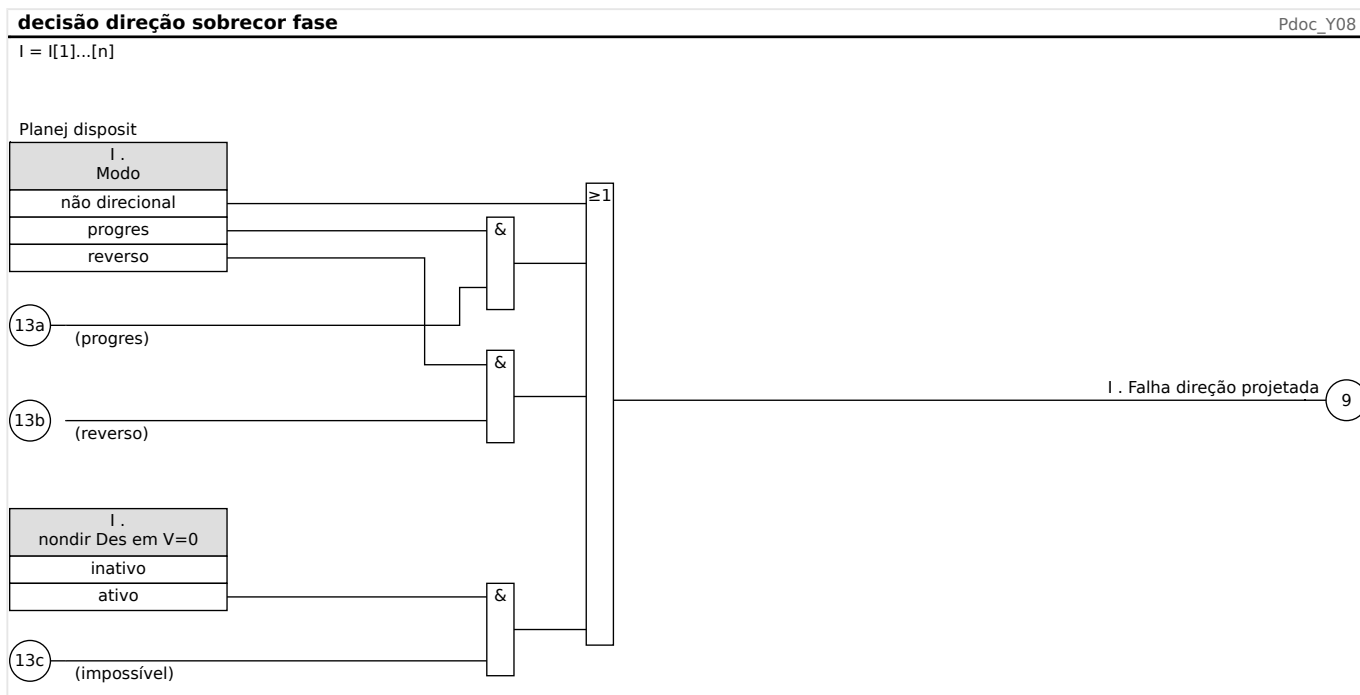 decisão direção sobrecor fase
Pdoc_Y08
I = I[1]...[n]
Planej disposit
I .
Modo
não direcional
progres
reverso
≥1
&
13a
(progres)
&
13b
(reverso)
I . Falha direção projetada
9
I .
nondir Des em V=0
inativo
ativo
&
13c
(impossível)